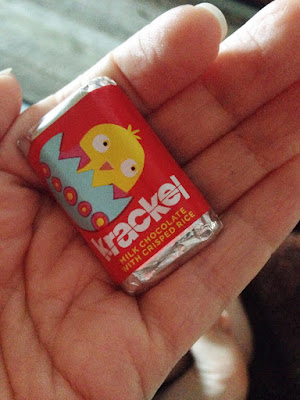 krackel
MILK CHOCOLATE
WITH CRISPED RICE